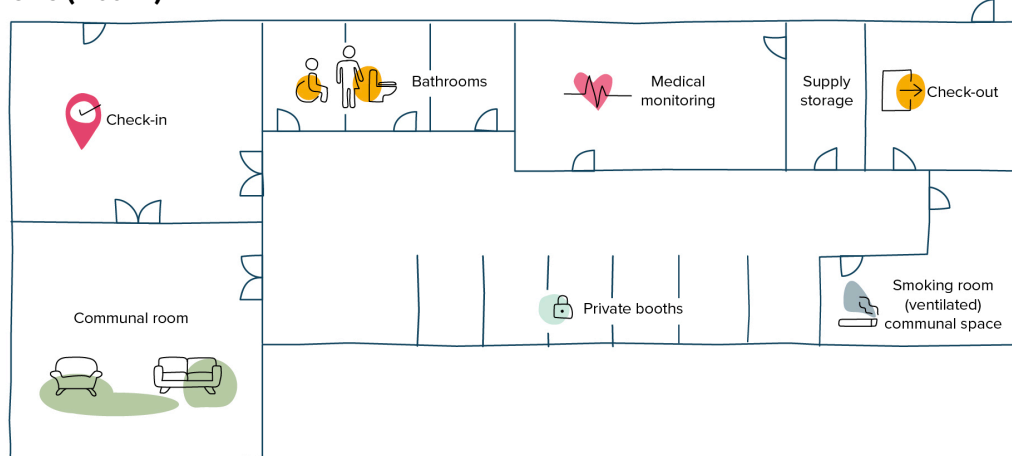 Check-in
Bathrooms
Medical
monitoring
Supply
storage
Check-out
Communal room
Private booths
Smoking room
(ventilated)
communal space